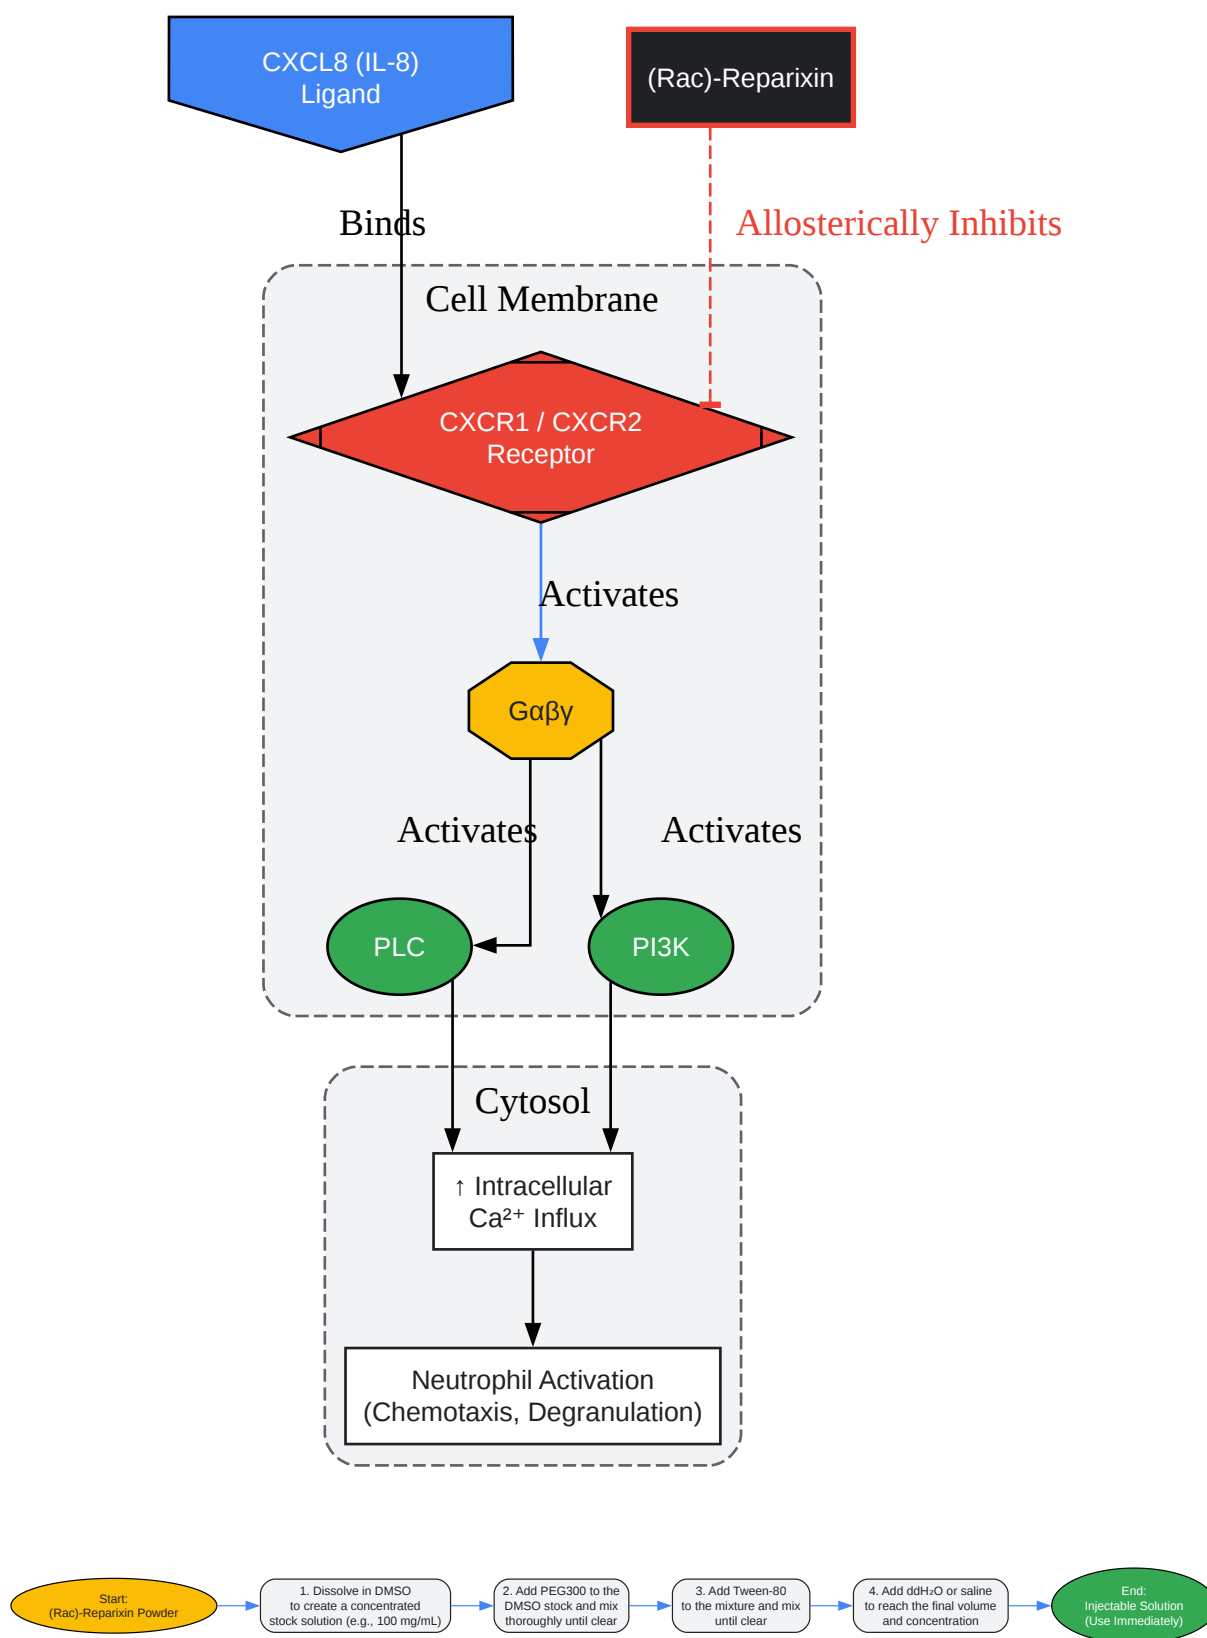 CXCL8 (IL-8)
Ligand
(Rac)-Reparixin
Binds
Allosterically Inhibits
Cell Membrane
CXCR1 / CXCR2
Receptor
Activates
Gαβγ
Activates
Activates
PLC
PI3K
Cytosol
↑ Intracellular
Ca²⁺ Influx
Neutrophil Activation
(Chemotaxis, Degranulation)
Start:
(Rac)-Reparixin Powder
1. Dissolve in DMSO
to create a concentrated
stock solution (e.g., 100 mg/mL)
2. Add PEG300 to the
DMSO stock and mix
thoroughly until clear
3. Add Tween-80
to the mixture and mix
until clear
4. Add ddH₂O or saline
to reach the final volume
and concentration
End:
Injectable Solution
(Use Immediately)